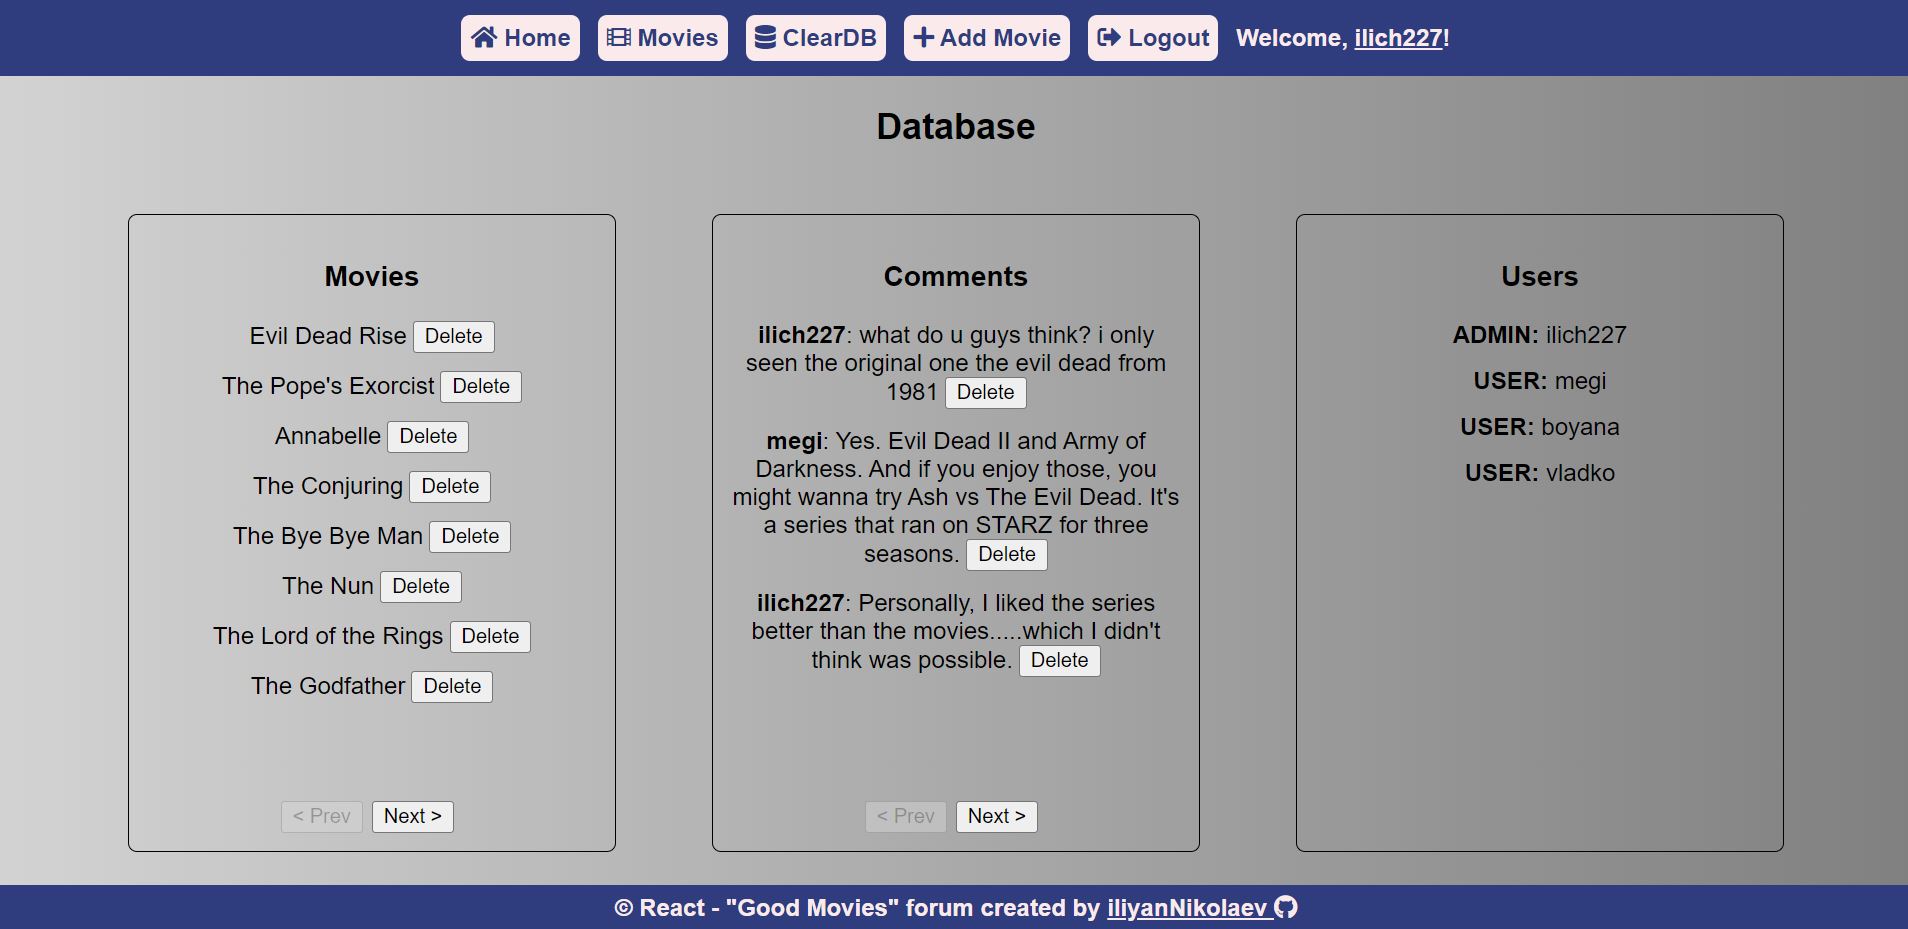 Home Movies ClearDB Add Movie Logout Welcome, ilich227!
Database
Movies
Evil Dead Rise Delete
The Pope's Exorcist Delete
Annabelle Delete
The Conjuring Delete
The Bye Bye Man Delete
The Nun Delete
The Lord of the Rings Delete
The Godfather Delete
< Prev Next >
Comments
ilich227: what do u guys think? i only
seen the original one the evil dead from
1981 Delete
megi: Yes. Evil Dead II and Army of
Darkness. And if you enjoy those, you
might wanna try Ash vs The Evil Dead. It's
a series that ran on STARZ for three
seasons. Delete
ilich227: Personally, I liked the series
better than the movies.....which I didn't
think was possible. Delete
< Prev Next >
Users
ADMIN: ilich227
USER: megi
USER: boyana
USER: vladko
© React - "Good Movies" forum created by iliyanNikolaev